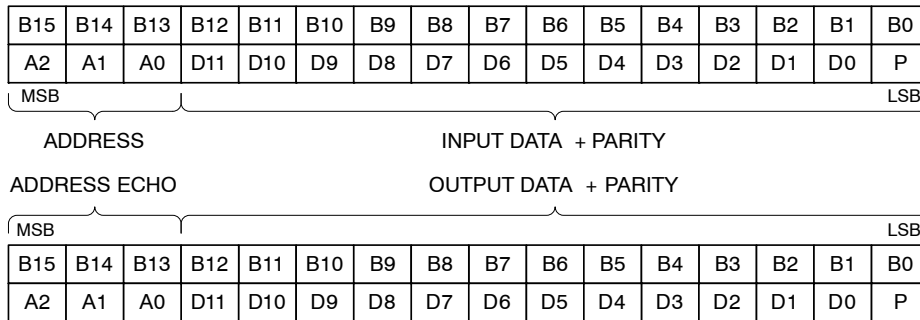 B15 B14 B13 B12 B11 B10 B9 B8 B7 B6 B5 B4 B3 B2 B1 B0
A2 A1 A0 D11 D10 D9 D8 D7 D6 D5 D4 D3 D2 D1 D0 P
MSB LSB
ADDRESS INPUT DATA + PARITY
ADDRESS ECHO OUTPUT DATA + PARITY
MSB LSB
B15 B14 B13 B12 B11 B10 B9 B8 B7 B6 B5 B4 B3 B2 B1 B0
A2 A1 A0 D11 D10 D9 D8 D7 D6 D5 D4 D3 D2 D1 D0 P